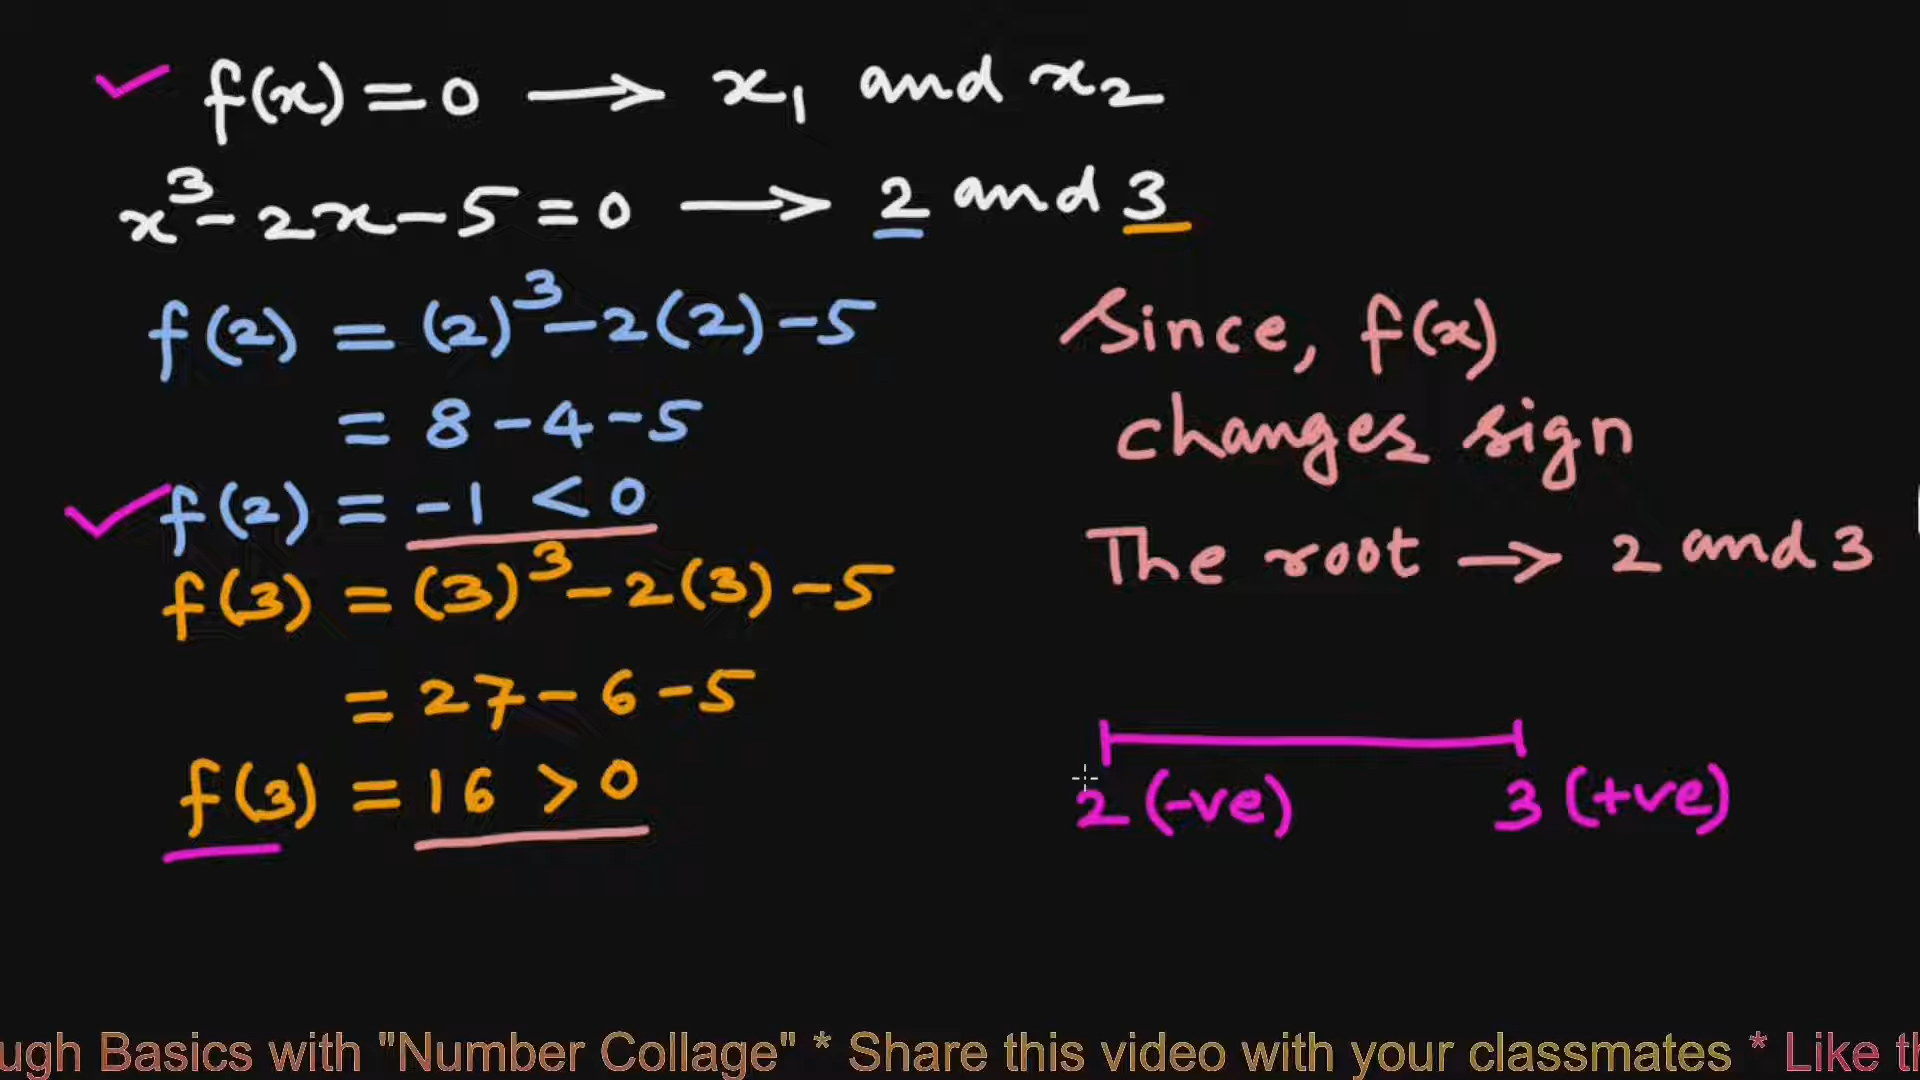 f(x) = 0 → x₁ and x₂
x³ - 2x - 5 = 0 → 2 and 3
f(2) = (2)³ - 2(2) - 5
= 8 - 4 - 5
f(2) = -1 < 0
f(3) = (3)³ - 2(3) - 5
= 27 - 6 - 5
f(3) = 16 > 0
Since, f(x)
changes sign
The root → 2 and 3
2 (-ve) 3 (+ve)
ugh Basics with "Number Collage" * Share this video with your classmates * Like th